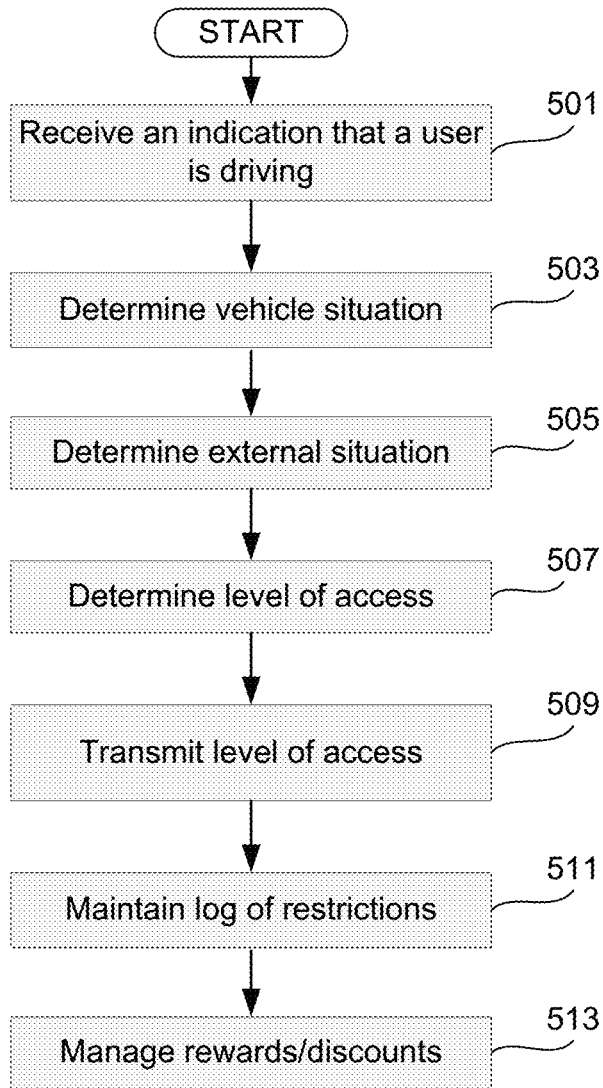 START
501
Receive an indication that a user
is driving
503
Determine vehicle situation
505
Determine external situation
507
Determine level of access
509
Transmit level of access
511
Maintain log of restrictions
513
Manage rewards/discounts